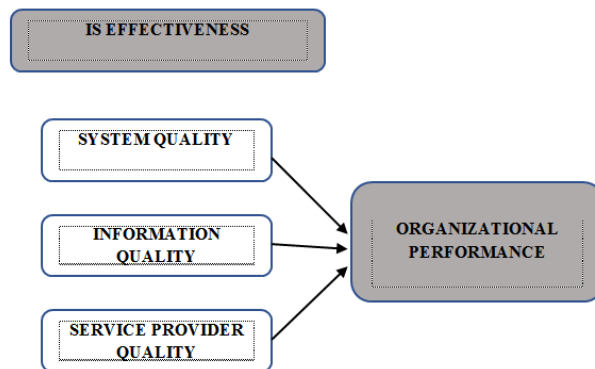 IS EFFECTIVENESS
SYSTEM QUALITY
INFORMATION
QUALITY
SERVICE PROVIDER
QUALITY
ORGANIZATIONAL
PERFORMANCE